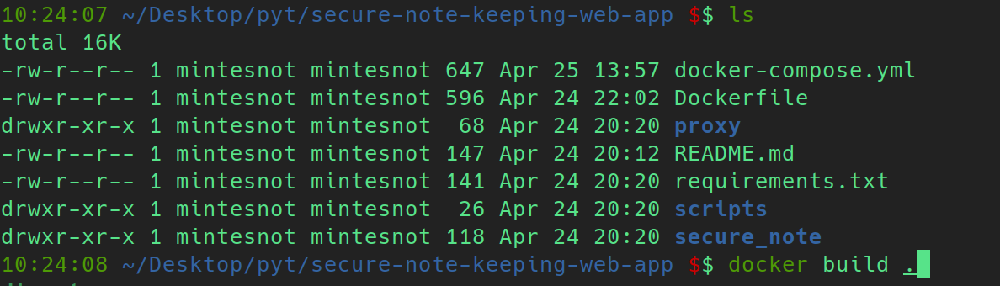 10:24:07 ~/Desktop/pyt/secure-note-keeping-web-app $$ ls
total 16K
-rw-r--r-- 1 mintesnot mintesnot 647 Apr 25 13:57 docker-compose.yml
-rw-r--r-- 1 mintesnot mintesnot 596 Apr 24 22:02 Dockerfile
drwxr-xr-x 1 mintesnot mintesnot  68 Apr 24 20:20 proxy
-rw-r--r-- 1 mintesnot mintesnot 147 Apr 24 20:12 README.md
-rw-r--r-- 1 mintesnot mintesnot 141 Apr 24 20:20 requirements.txt
drwxr-xr-x 1 mintesnot mintesnot  26 Apr 24 20:20 scripts
drwxr-xr-x 1 mintesnot mintesnot 118 Apr 24 20:20 secure_note
10:24:08 ~/Desktop/pyt/secure-note-keeping-web-app $$ docker build .